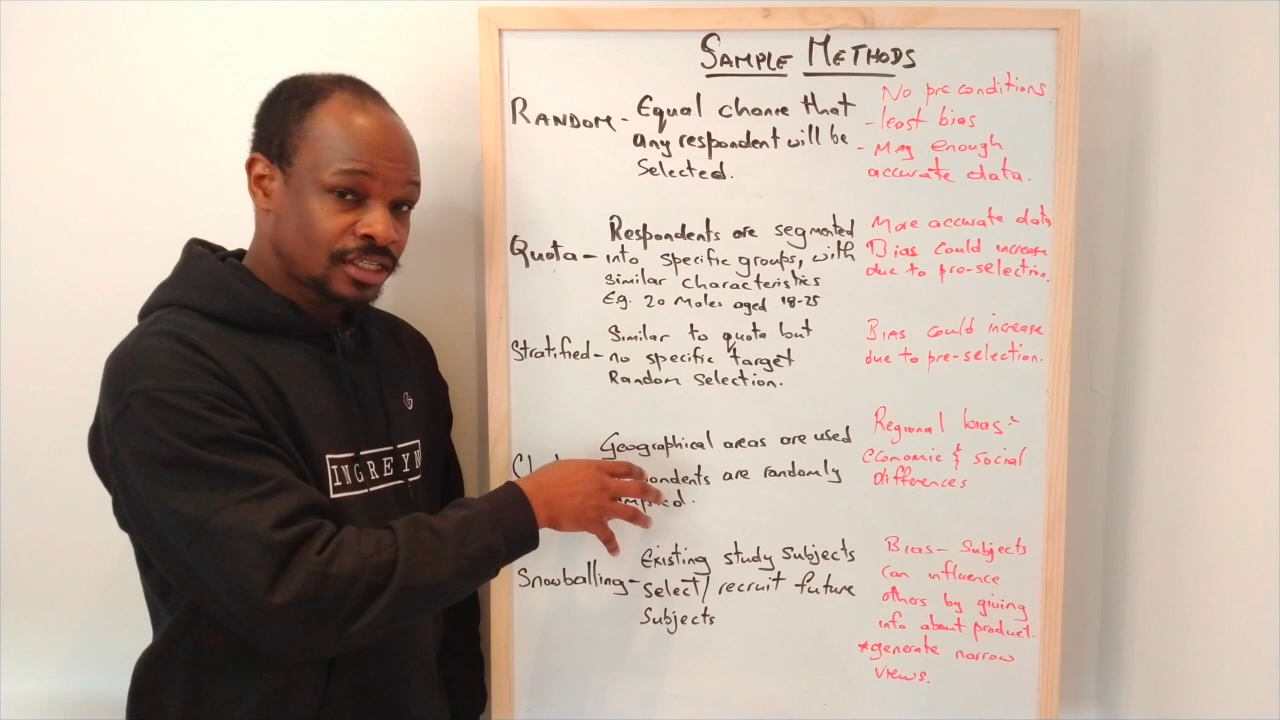 SAMPLE METHODS
RANDOM - Equal chance that
any respondent will be
Selected.
No pre conditions
- least bias
- May enough
accurate data.
Quota - Respondents are segmented
into specific groups, with
similar characteristics
E.g. 20 Males aged 18-25
More accurate data
Bias could increase
due to pre-selection.
Stratified - Similar to quota but
no specific target
Random Selection.
BIAS could increase
due to pre-selection.
Geographical areas are used
are randomly
Regional bias :-
economic & social
differences
Snowballing - Existing study subjects
Select/recruit future
Subjects
Bias - Subjects
can influence
others by giving
info about product.
*generate narrow
views.
INGREYN